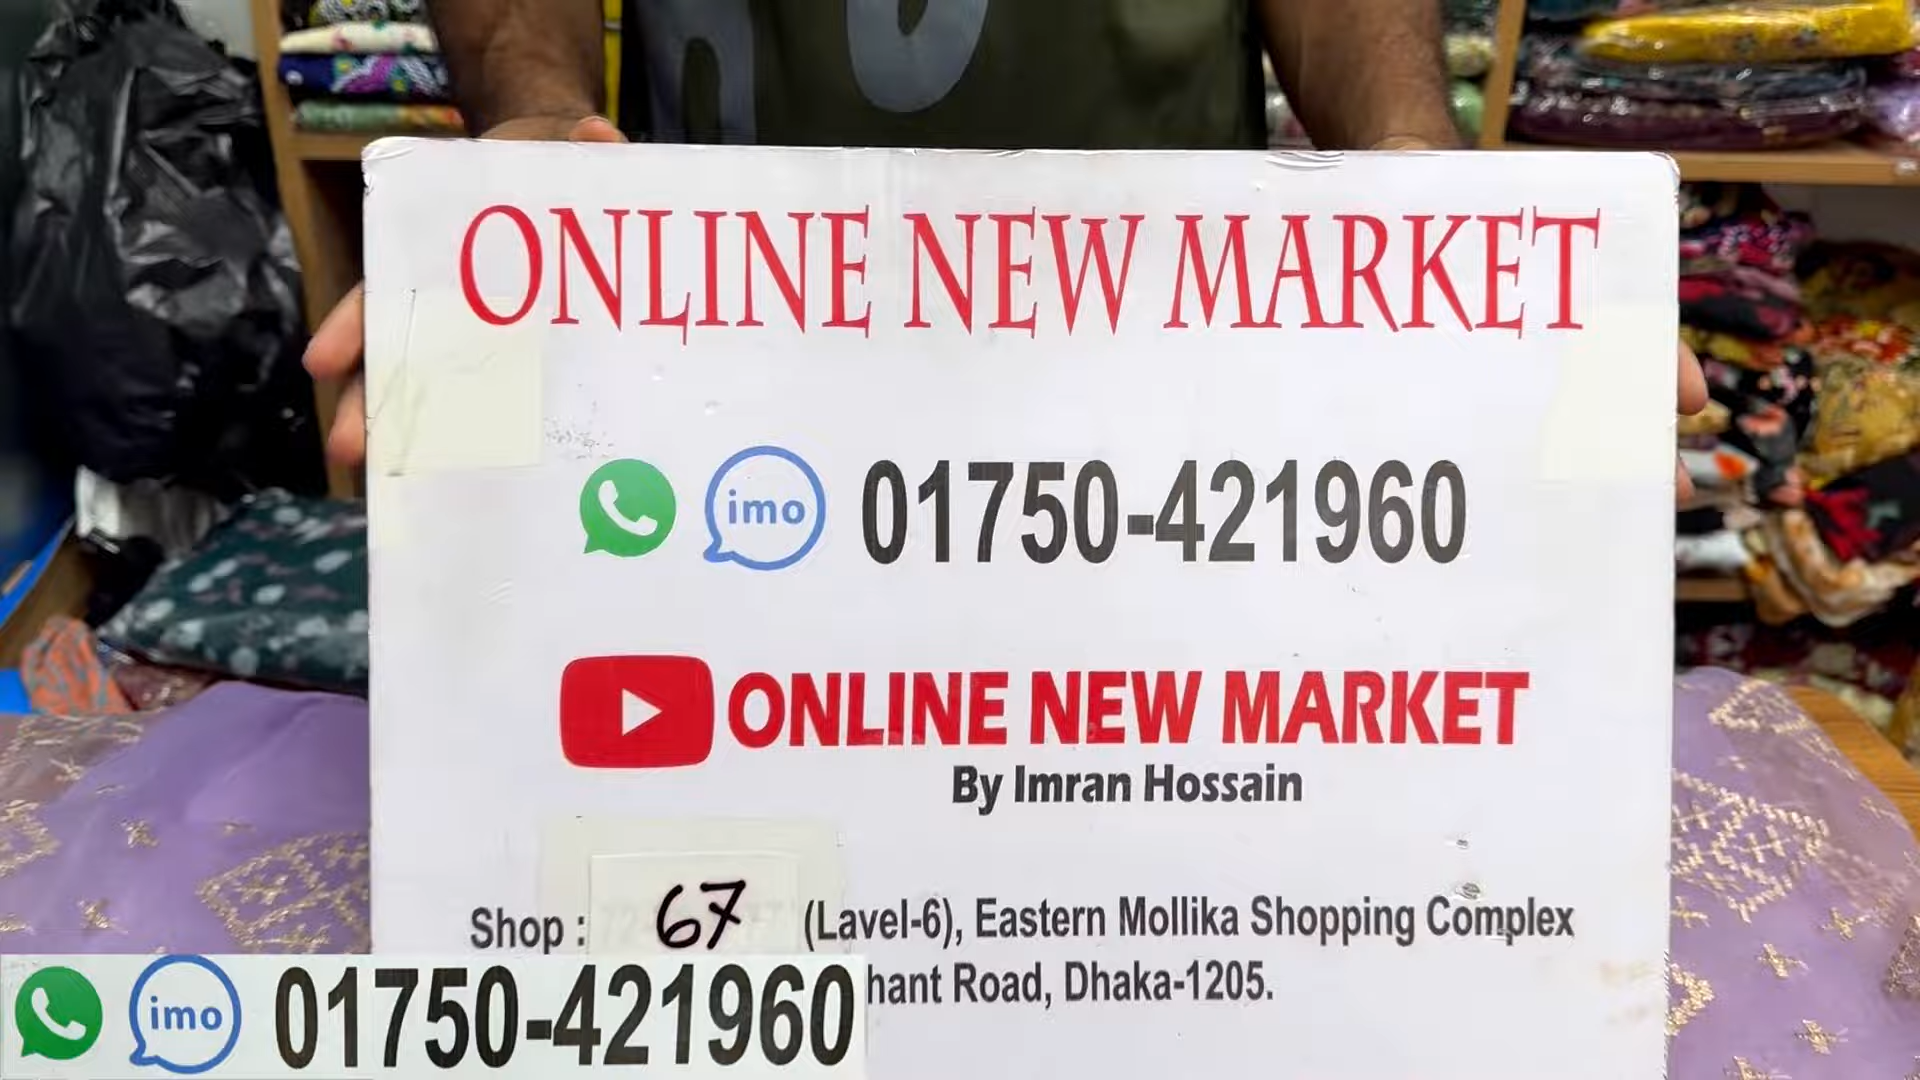 ONLINE NEW MARKET
imo 01750-421960
ONLINE NEW MARKET
By Imran Hossain
Shop : 67 (Lavel-6), Eastern Mollika Shopping Complex
Road, Dhaka-1205.
imo 01750-421960